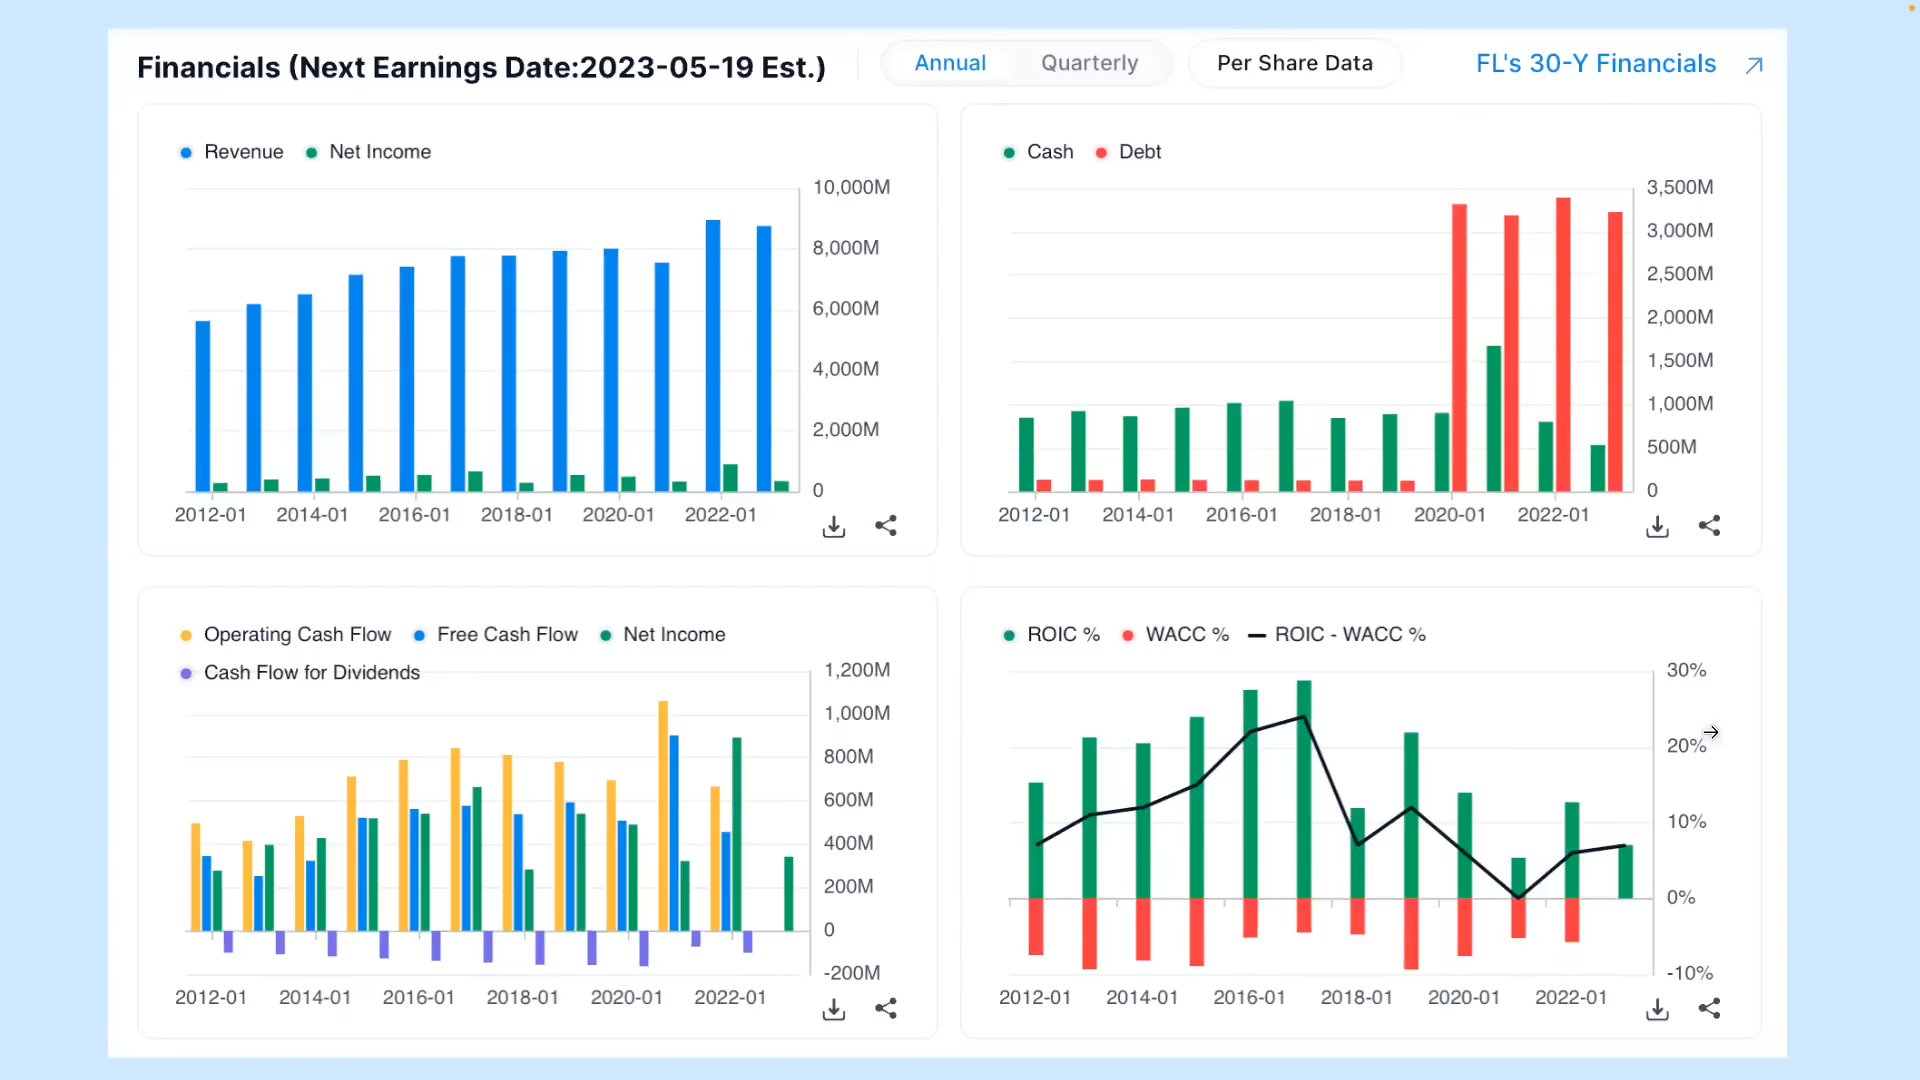 Financials (Next Earnings Date:2023-05-19 Est.)
Annual
Quarterly
Per Share Data
FL's 30-Y Financials
Revenue
Net Income
10,000M
8,000M
6,000M
4,000M
2,000M
0
2012-01
2014-01
2016-01
2018-01
2020-01
2022-01
Cash
Debt
3,500M
3,000M
2,500M
2,000M
1,500M
1,000M
500M
0
2012-01
2014-01
2016-01
2018-01
2020-01
2022-01
Operating Cash Flow
Free Cash Flow
Net Income
Cash Flow for Dividends
1,200M
1,000M
800M
600M
400M
200M
0
-200M
2012-01
2014-01
2016-01
2018-01
2020-01
2022-01
ROIC %
WACC %
ROIC - WACC %
30%
20%
10%
0%
-10%
2012-01
2014-01
2016-01
2018-01
2020-01
2022-01